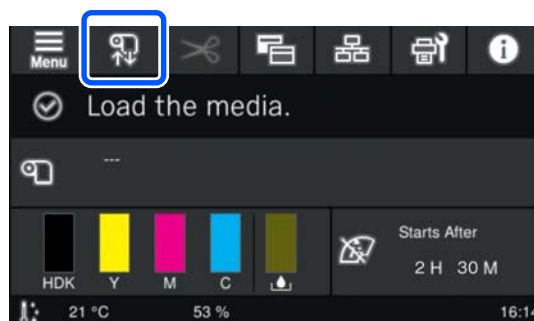 Menu
Load the media.
---
Starts After
2 H 30 M
HDK Y M C
21 °C 53 % 16:14